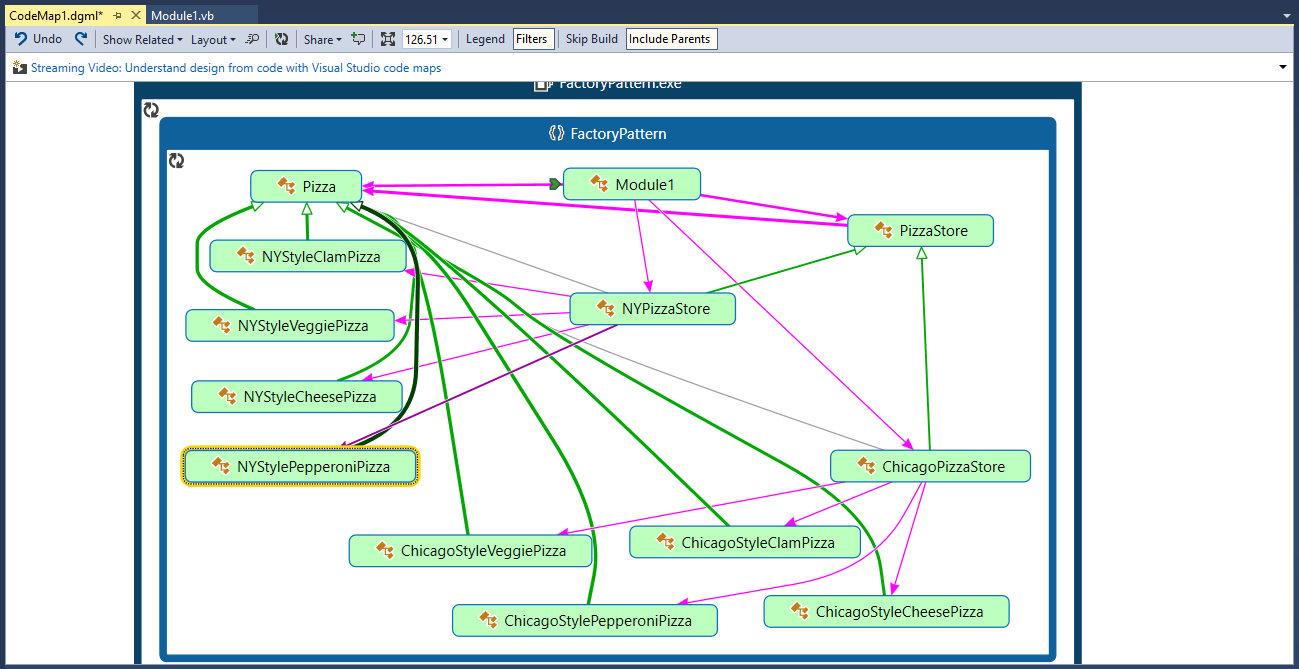 CodeMap1.dgml* Module1.vb
Undo Show Related Layout Share 126.51 Legend Filters Skip Build Include Parents
Streaming Video: Understand design from code with Visual Studio code maps
FactoryPattern.exe
FactoryPattern
Pizza
Module1
PizzaStore
NYStyleClamPizza
NYPizzaStore
NYStyleVeggiePizza
NYStyleCheesePizza
NYStylePepperoniPizza
ChicagoPizzaStore
ChicagoStyleVeggiePizza
ChicagoStyleClamPizza
ChicagoStylePepperoniPizza
ChicagoStyleCheesePizza